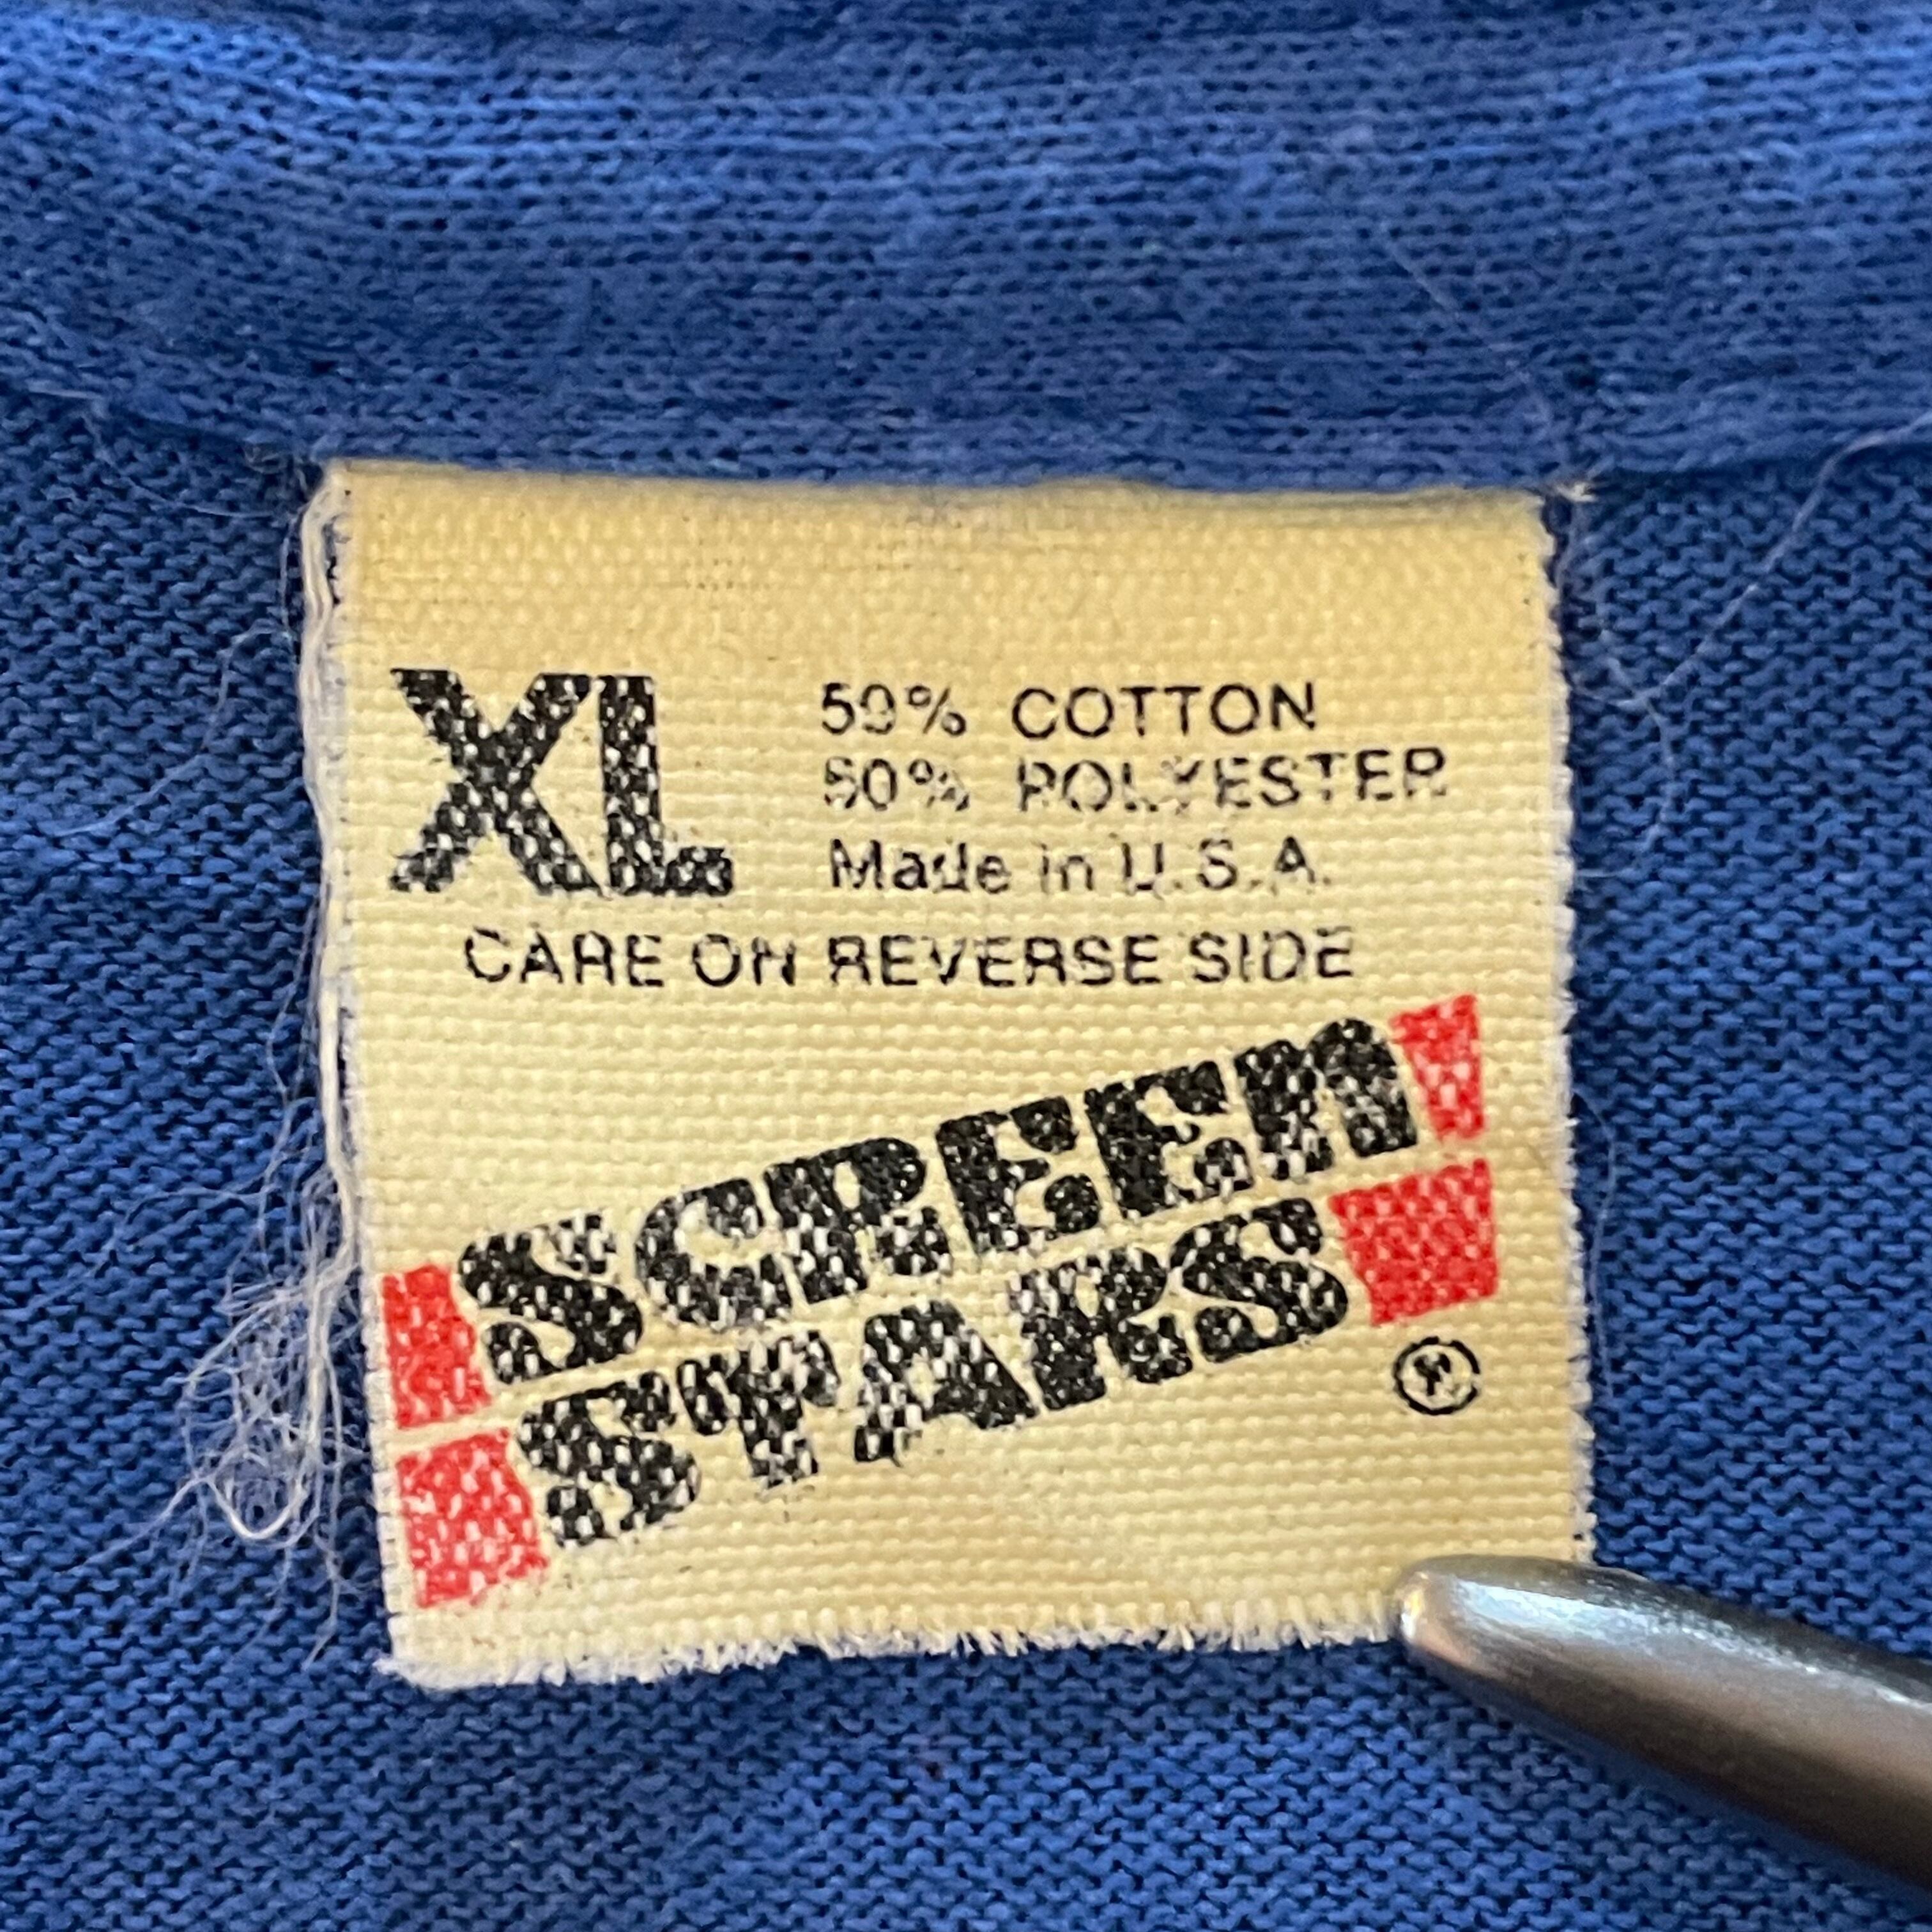 XL
50% COTTON
50% POLYESTER
Made in U.S.A.
CARE ON REVERSE SIDE
SCREEN
STARS
®